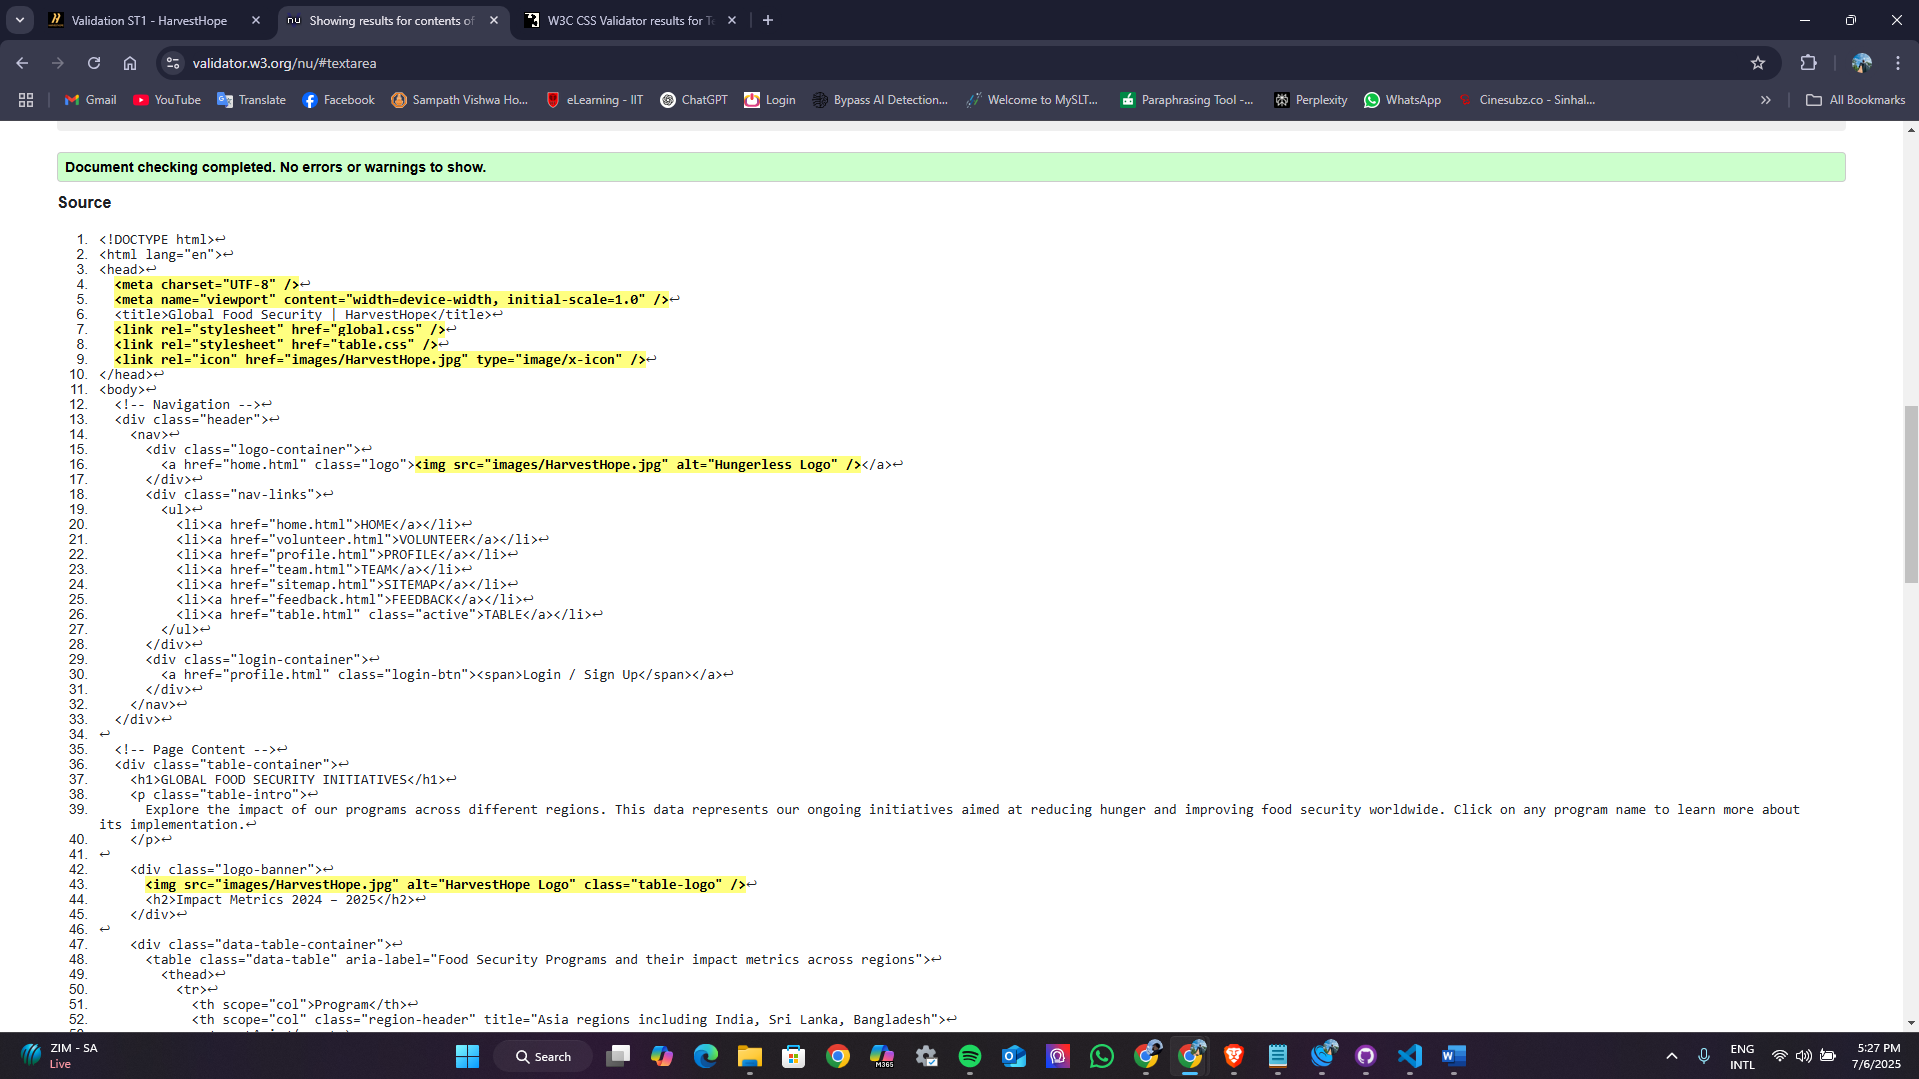 Validation ST1 - HarvestHope
Showing results for contents of
W3C CSS Validator results for Te
validator.w3.org/nu/#textarea
Gmail
YouTube
Translate
Facebook
Sampath Vishwa Ho...
eLearning - IIT
ChatGPT
Login
Bypass AI Detection...
Welcome to MySLT...
Paraphrasing Tool -...
Perplexity
WhatsApp
Cinesubz.co - Sinhal...
All Bookmarks
Document checking completed. No errors or warnings to show.
Source
1. <!DOCTYPE html>↩
2. <html lang="en">↩
3. <head>↩
4. <meta charset="UTF-8" />↩
5. <meta name="viewport" content="width=device-width, initial-scale=1.0" />↩
6. <title>Global Food Security | HarvestHope</title>↩
7. <link rel="stylesheet" href="global.css" />↩
8. <link rel="stylesheet" href="table.css" />↩
9. <link rel="icon" href="images/HarvestHope.jpg" type="image/x-icon" />↩
10. </head>↩
11. <body>↩
12. <!-- Navigation -->↩
13. <div class="header">↩
14. <nav>↩
15. <div class="logo-container">↩
16. <a href="home.html" class="logo"><img src="images/HarvestHope.jpg" alt="Hungerless Logo" /></a>↩
17. </div>↩
18. <div class="nav-links">↩
19. <ul>↩
20. <li><a href="home.html">HOME</a></li>↩
21. <li><a href="volunteer.html">VOLUNTEER</a></li>↩
22. <li><a href="profile.html">PROFILE</a></li>↩
23. <li><a href="team.html">TEAM</a></li>↩
24. <li><a href="sitemap.html">SITEMAP</a></li>↩
25. <li><a href="feedback.html">FEEDBACK</a></li>↩
26. <li><a href="table.html" class="active">TABLE</a></li>↩
27. </ul>↩
28. </div>↩
29. <div class="login-container">↩
30. <a href="profile.html" class="login-btn"><span>Login / Sign Up</span></a>↩
31. </div>↩
32. </nav>↩
33. </div>↩
34. ↩
35. <!-- Page Content -->↩
36. <div class="table-container">↩
37. <h1>GLOBAL FOOD SECURITY INITIATIVES</h1>↩
38. <p class="table-intro">↩
39. Explore the impact of our programs across different regions. This data represents our ongoing initiatives aimed at reducing hunger and improving food security worldwide. Click on any program name to learn more about
its implementation.↩
40. </p>↩
41. ↩
42. <div class="logo-banner">↩
43. <img src="images/HarvestHope.jpg" alt="HarvestHope Logo" class="table-logo" />↩
44. <h2>Impact Metrics 2024 – 2025</h2>↩
45. </div>↩
46. ↩
47. <div class="data-table-container">↩
48. <table class="data-table" aria-label="Food Security Programs and their impact metrics across regions">↩
49. <thead>↩
50. <tr>↩
51. <th scope="col">Program</th>↩
52. <th scope="col" class="region-header" title="Asia regions including India, Sri Lanka, Bangladesh">↩
ZIM - SA
Live
Search
M365
ENG
INTL
5:27 PM
7/6/2025